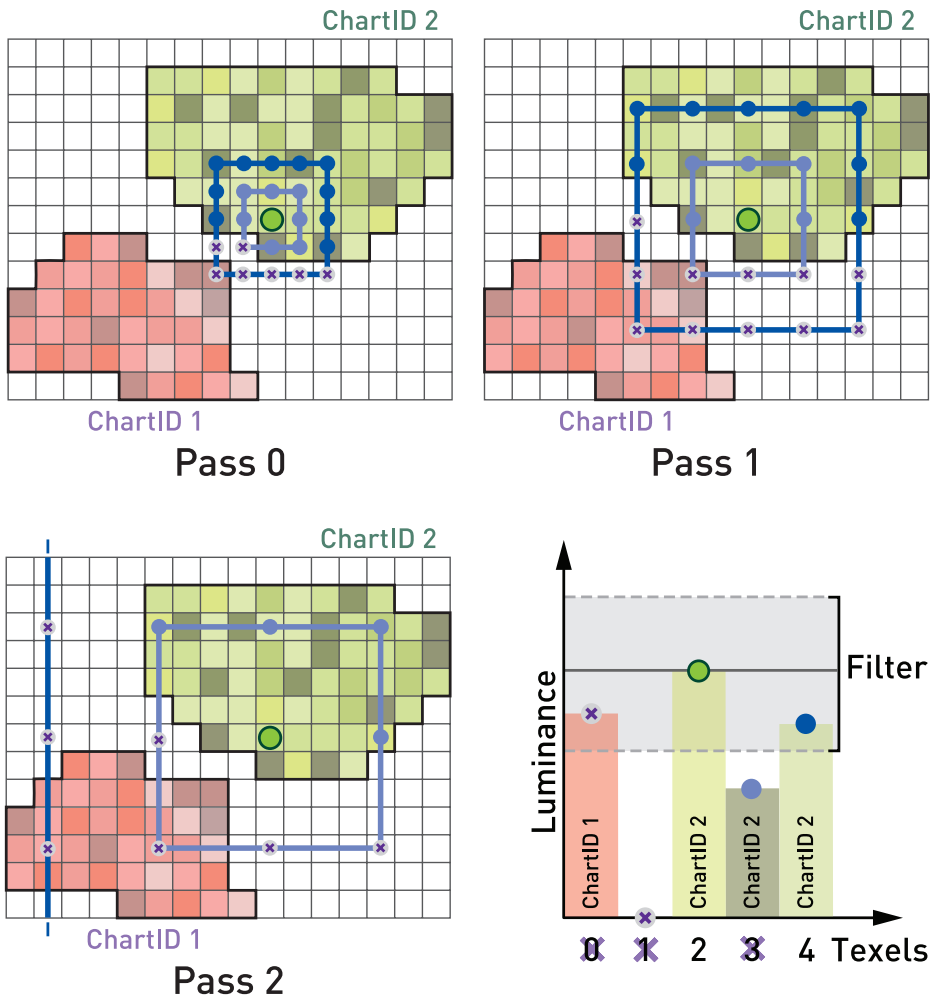 ChartID 2
ChartID 2
ChartID 1
ChartID 1
Pass 0
Pass 1
ChartID 2
ChartID 1
Pass 2
Luminance
Filter
ChartID 1
ChartID 2
ChartID 2
ChartID 2
0 1 2 3 4 Texels